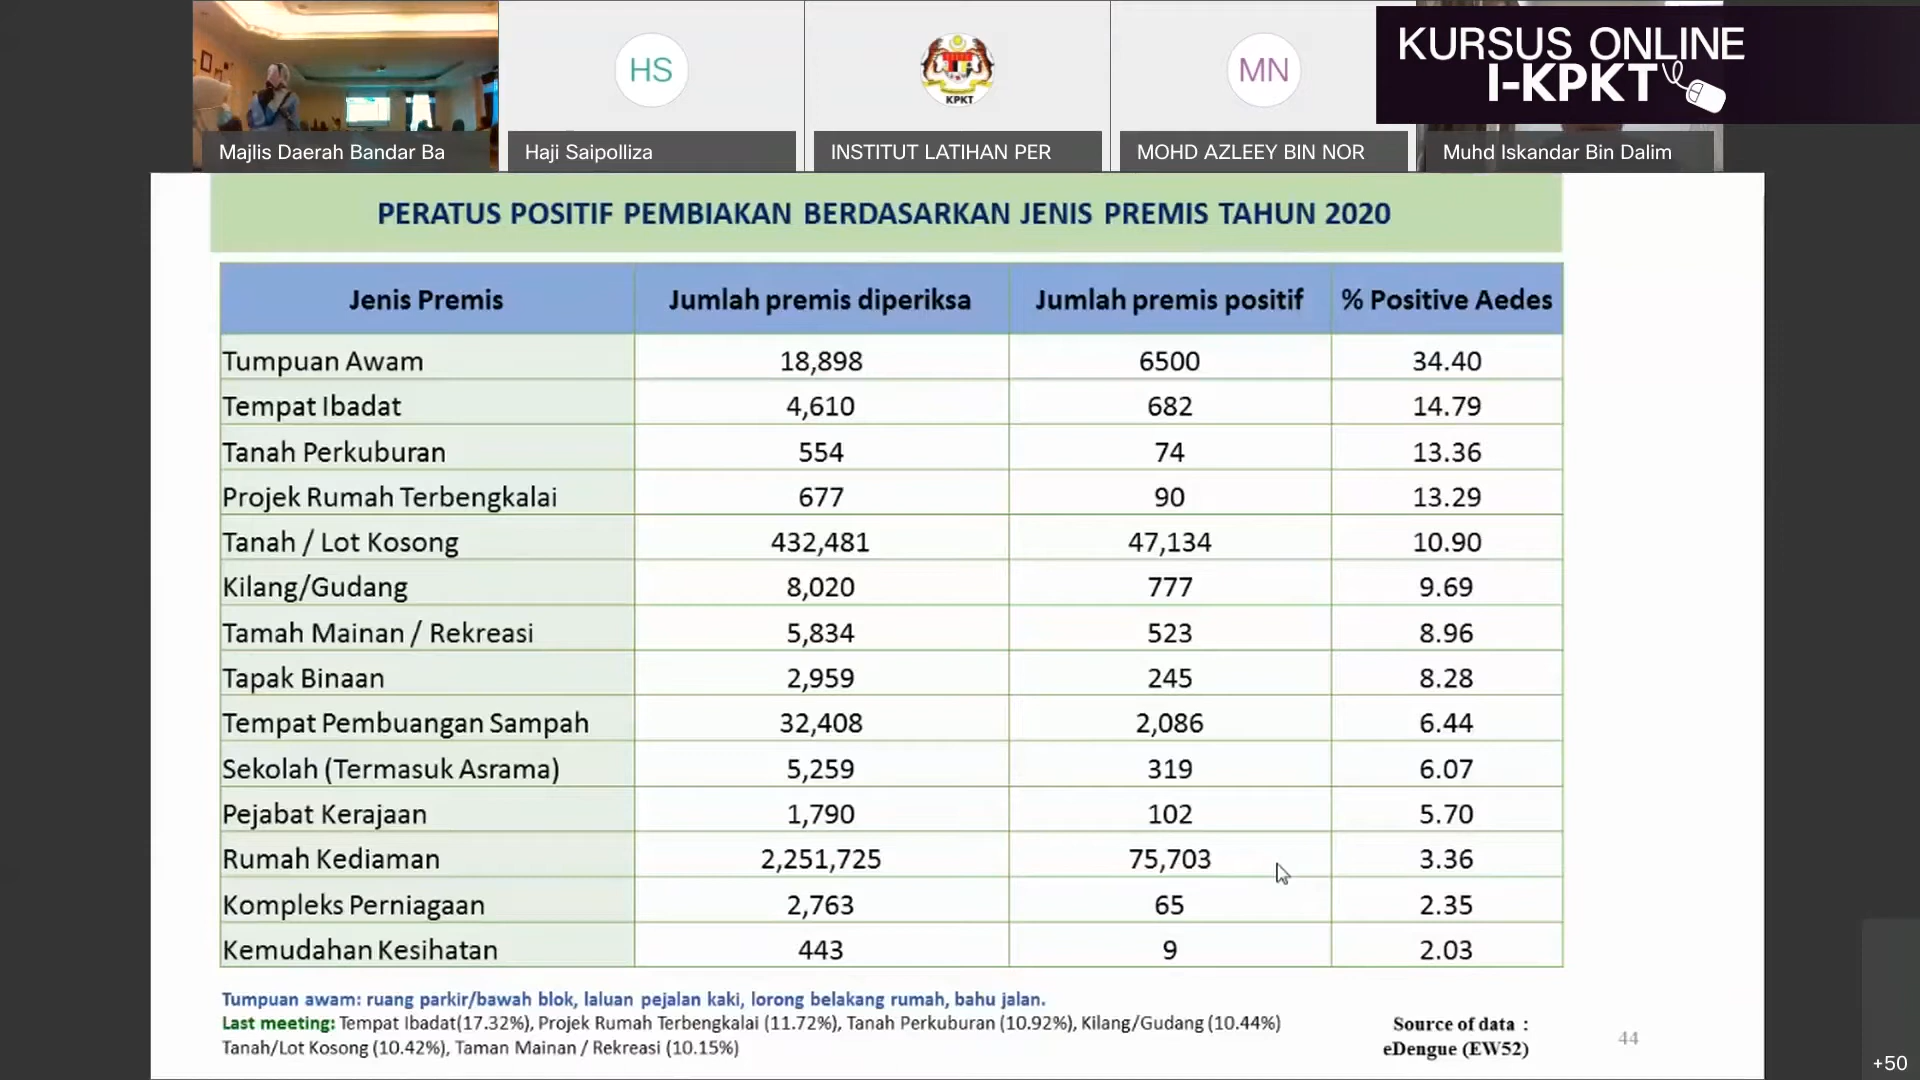 KURSUS ONLINE
I-KPKT
HS
KPKT
MN
Majlis Daerah Bandar Ba
Haji Saipolliza
INSTITUT LATIHAN PER
MOHD AZLEEY BIN NOR
Muhd Iskandar Bin Dalim
PERATUS POSITIF PEMBIAKAN BERDASARKAN JENIS PREMIS TAHUN 2020
Jenis Premis Jumlah premis diperiksa Jumlah premis positif % Positive Aedes
Tumpuan Awam 18,898 6500 34.40
Tempat Ibadat 4,610 682 14.79
Tanah Perkuburan 554 74 13.36
Projek Rumah Terbengkalai 677 90 13.29
Tanah / Lot Kosong 432,481 47,134 10.90
Kilang/Gudang 8,020 777 9.69
Tamah Mainan / Rekreasi 5,834 523 8.96
Tapak Binaan 2,959 245 8.28
Tempat Pembuangan Sampah 32,408 2,086 6.44
Sekolah (Termasuk Asrama) 5,259 319 6.07
Pejabat Kerajaan 1,790 102 5.70
Rumah Kediaman 2,251,725 75,703 3.36
Kompleks Perniagaan 2,763 65 2.35
Kemudahan Kesihatan 443 9 2.03
Tumpuan awam: ruang parkir/bawah blok, laluan pejalan kaki, lorong belakang rumah, bahu jalan.
Last meeting: Tempat Ibadat(17.32%), Projek Rumah Terbengkalai (11.72%), Tanah Perkuburan (10.92%), Kilang/Gudang (10.44%)
Tanah/Lot Kosong (10.42%), Taman Mainan / Rekreasi (10.15%)
Source of data :
eDengue (EW52)
44
+50